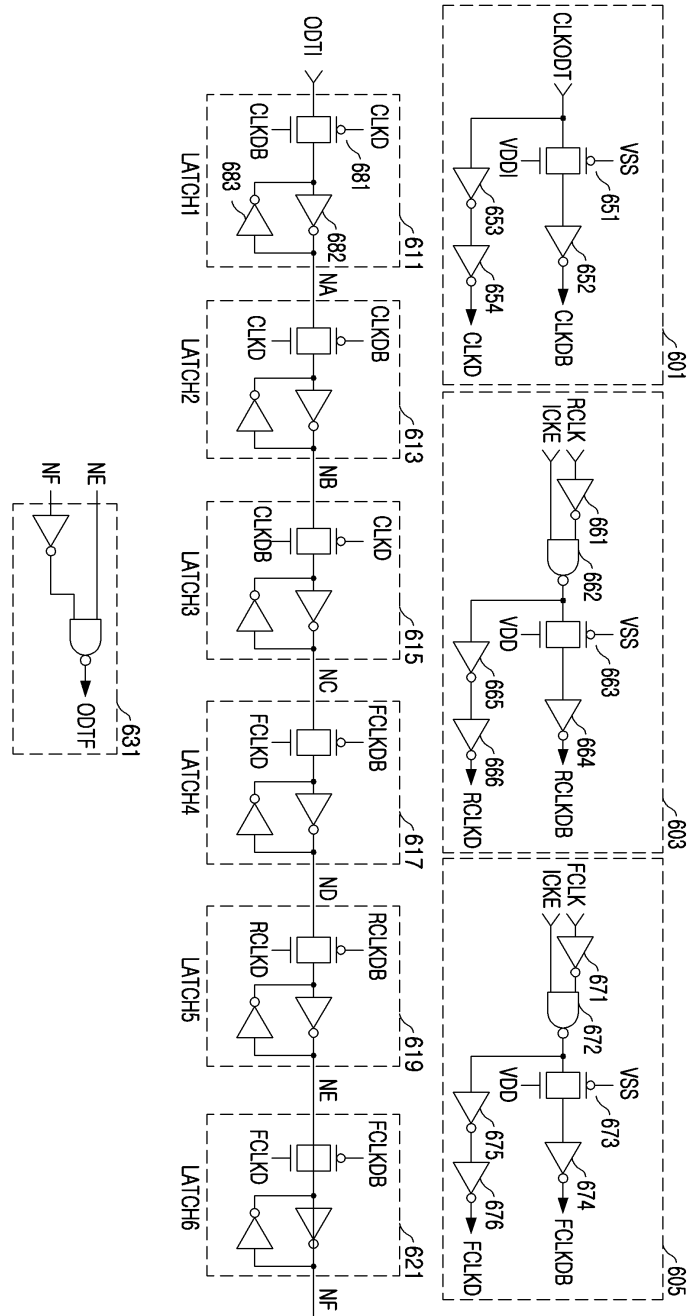 CLKODT
VSS
651
VDDI
652
CLKDB
653
654
CLKD
601
RCLK
ICKE
661
662
VSS
663
VDD
664
RCLKDB
665
666
RCLKD
603
FCLK
ICKE
671
672
VSS
673
VDD
674
FCLKDB
675
676
FCLKD
605
ODTI
CLKD
681
CLKDB
682
683
611
LATCH1
NA
CLKDB
CLKD
613
LATCH2
NB
CLKD
CLKDB
615
LATCH3
NC
FCLKDB
FCLKD
617
LATCH4
ND
RCLKDB
RCLKD
619
LATCH5
NE
FCLKDB
FCLKD
621
LATCH6
NF
NE
NF
ODTF
631